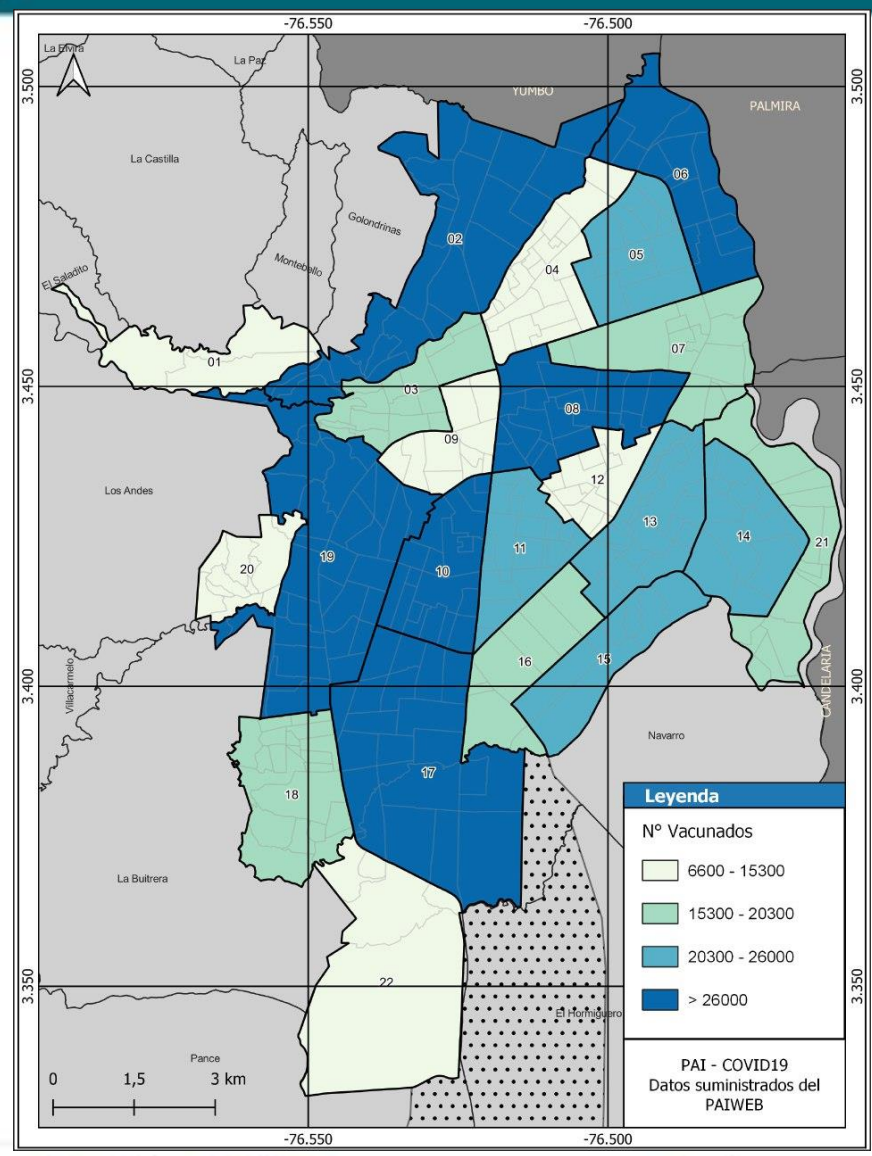 -76.550
-76.500
La Elvira
La Paz
3.500
3.500
YUMBO
PALMIRA
La Castilla
06
Golondrinas
02
05
Montebello
04
El Saladito
01
07
3.450
3.450
03
08
09
12
Los Andes
13
14
21
11
19
20
10
16
15
Villacarmelo
CANDELARIA
3.400
3.400
Navarro
17
18
La Buitrera
22
3.350
3.350
El Hormiguero
Pance
0 1,5 3 km
Leyenda
N° Vacunados
6600 - 15300
15300 - 20300
20300 - 26000
> 26000
PAI - COVID19
Datos suministrados del
PAIWEB
-76.550
-76.500